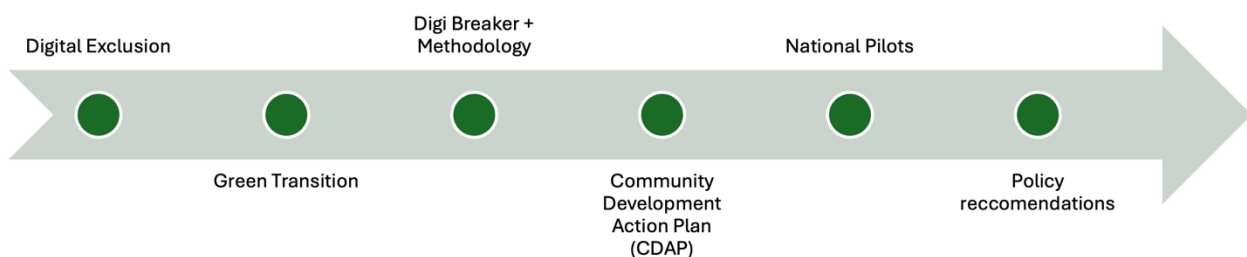 Digital Exclusion
Green Transition
Digi Breaker +
Methodology
Community
Development
Action Plan
(CDAP)
National Pilots
Policy
reccomendations